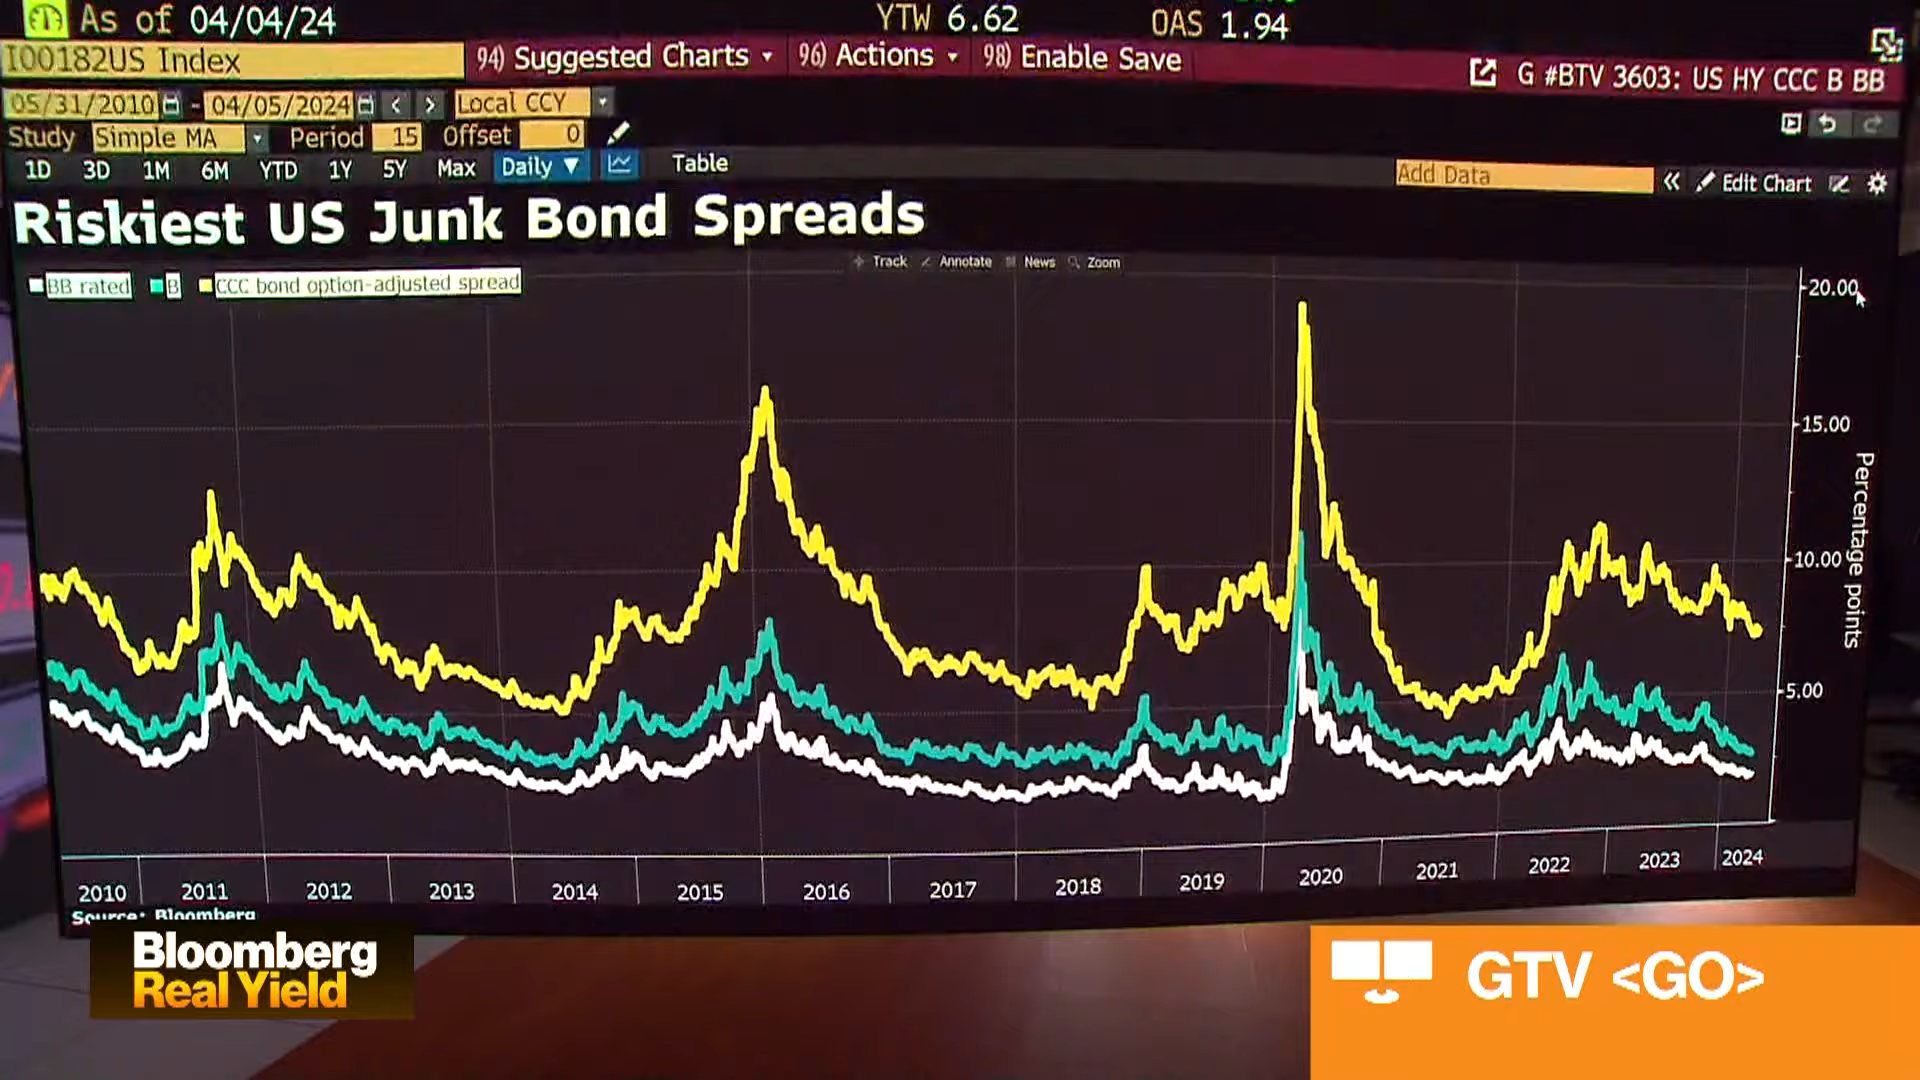 As of 04/04/24 YTW 6.62 OAS 1.94
I00182US Index 94) Suggested Charts 96) Actions 98) Enable Save G #BTV 3603: US HY CCC B BB
05/31/2010 - 04/05/2024 < > Local CCY
Study Simple MA Period 15 Offset 0
1D 3D 1M 6M YTD 1Y 5Y Max Daily ▼ Table Add Data « Edit Chart
Riskiest US Junk Bond Spreads
Track Annotate News Zoom
BB rated B CCC bond option-adjusted spread
20.00
15.00
10.00
5.00
Percentage points
2010 2011 2012 2013 2014 2015 2016 2017 2018 2019 2020 2021 2022 2023 2024
Source: Bloomberg
Bloomberg
Real Yield
GTV <GO>